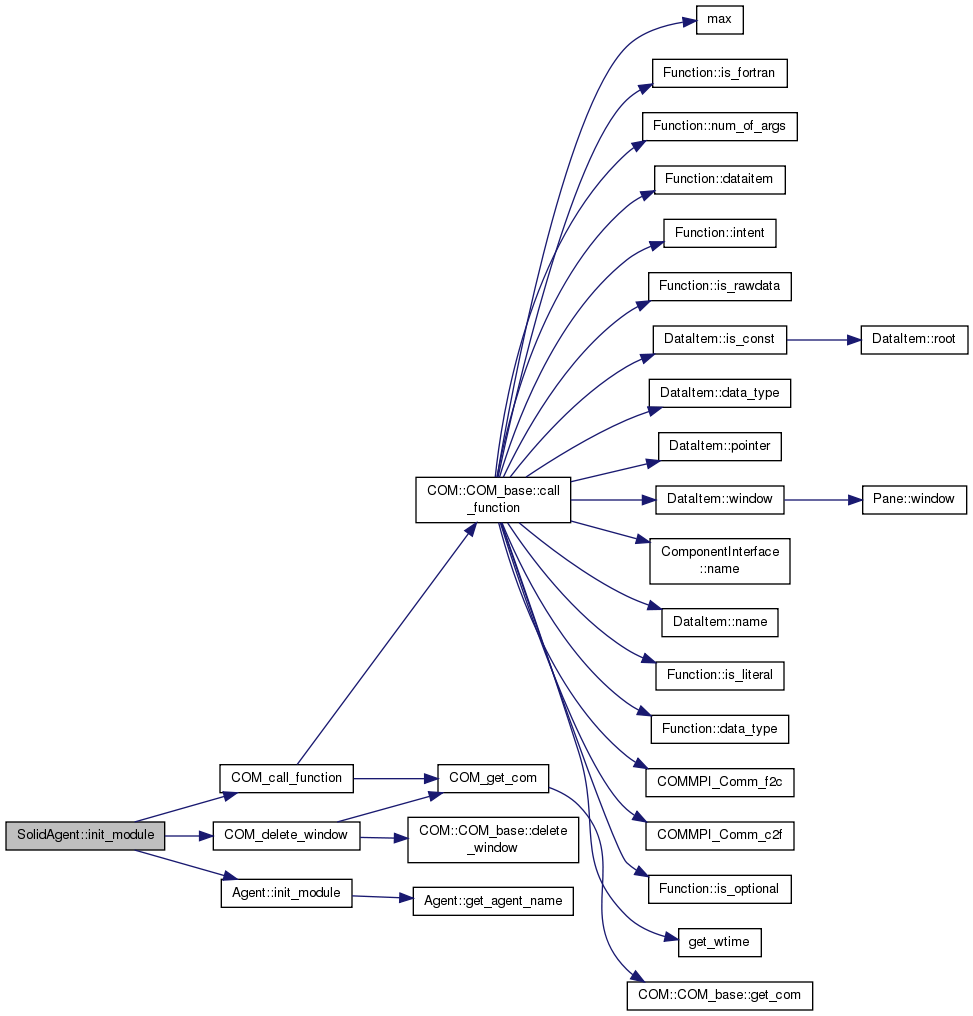 max
Function::is_fortran
Function::num_of_args
Function::dataitem
Function::intent
Function::is_rawdata
DataItem::is_const
DataItem::root
DataItem::data_type
DataItem::pointer
COM::COM_base::call
_function
DataItem::window
Pane::window
ComponentInterface
::name
DataItem::name
Function::is_literal
Function::data_type
COM_call_function
COM_get_com
COMMPI_Comm_f2c
SolidAgent::init_module
COM_delete_window
COM::COM_base::delete
_window
COMMPI_Comm_c2f
Agent::init_module
Agent::get_agent_name
Function::is_optional
get_wtime
COM::COM_base::get_com